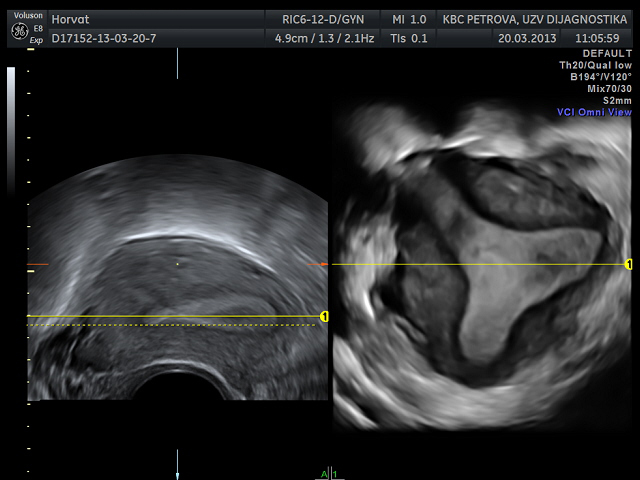 Voluson
E8
Exp
Horvat
RIC6-12-D/GYN
MI 1.0
KBC PETROVA, UZV DIJAGNOSTIKA
D17152-13-03-20-7
4.9cm / 1.3 / 2.1Hz
TIs 0.1
20.03.2013
11:05:59
DEFAULT
Th20/Qual low
B194°/V120°
Mix70/30
S2mm
VCI Omni View
1
1
A 1